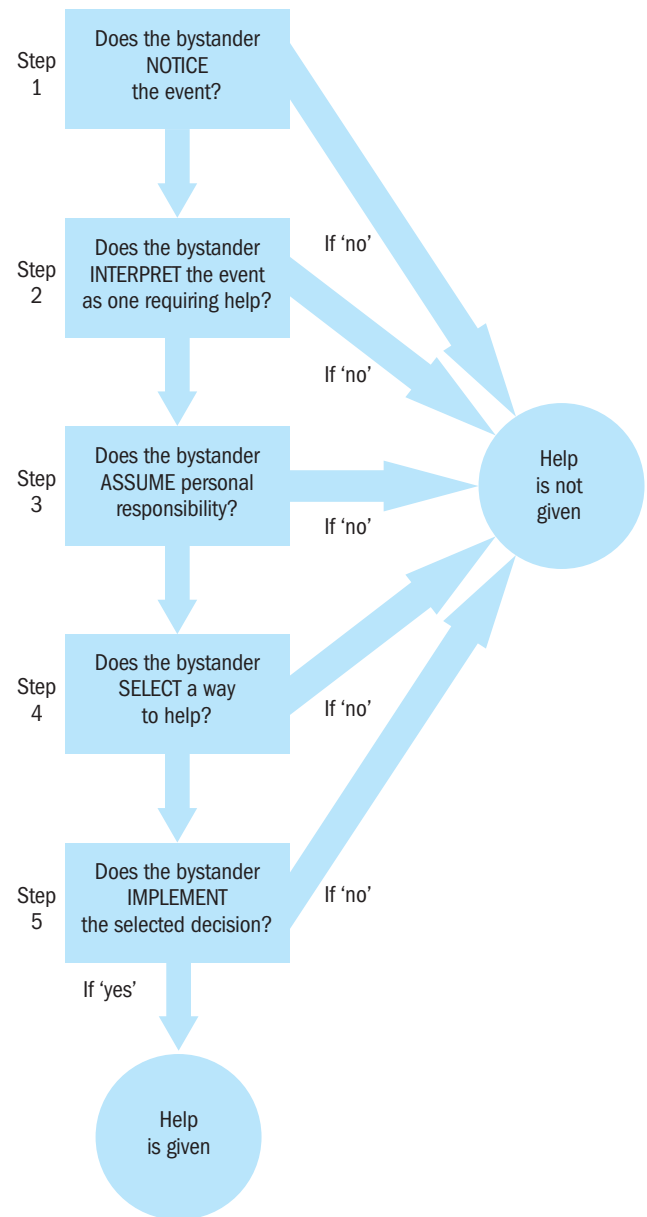 Step
1
Does the bystander
NOTICE
the event?
If ‘no’
Step
2
Does the bystander
INTERPRET the event
as one requiring help?
If ‘no’
Step
3
Does the bystander
ASSUME personal
responsibility?
If ‘no’
Help
is not
given
Step
4
Does the bystander
SELECT a way
to help?
If ‘no’
Step
5
Does the bystander
IMPLEMENT
the selected decision?
If ‘no’
If ‘yes’
Help
is given